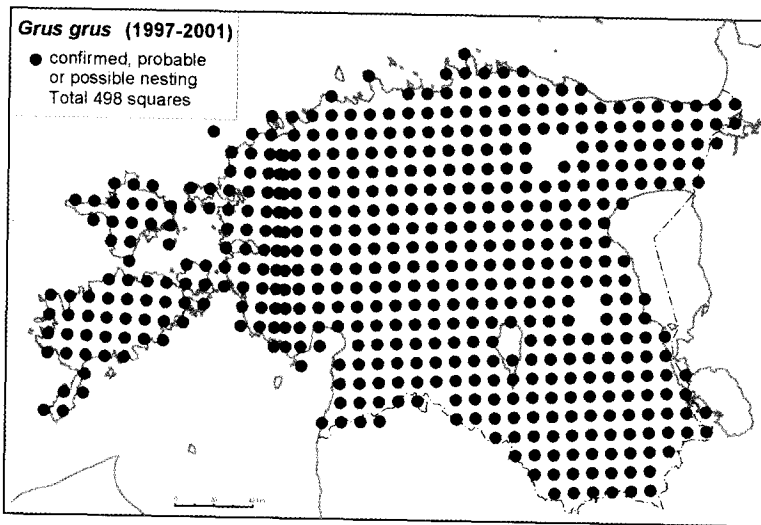 Grus grus (1997-2001)
confirmed, probable
or possible nesting
Total 498 squares